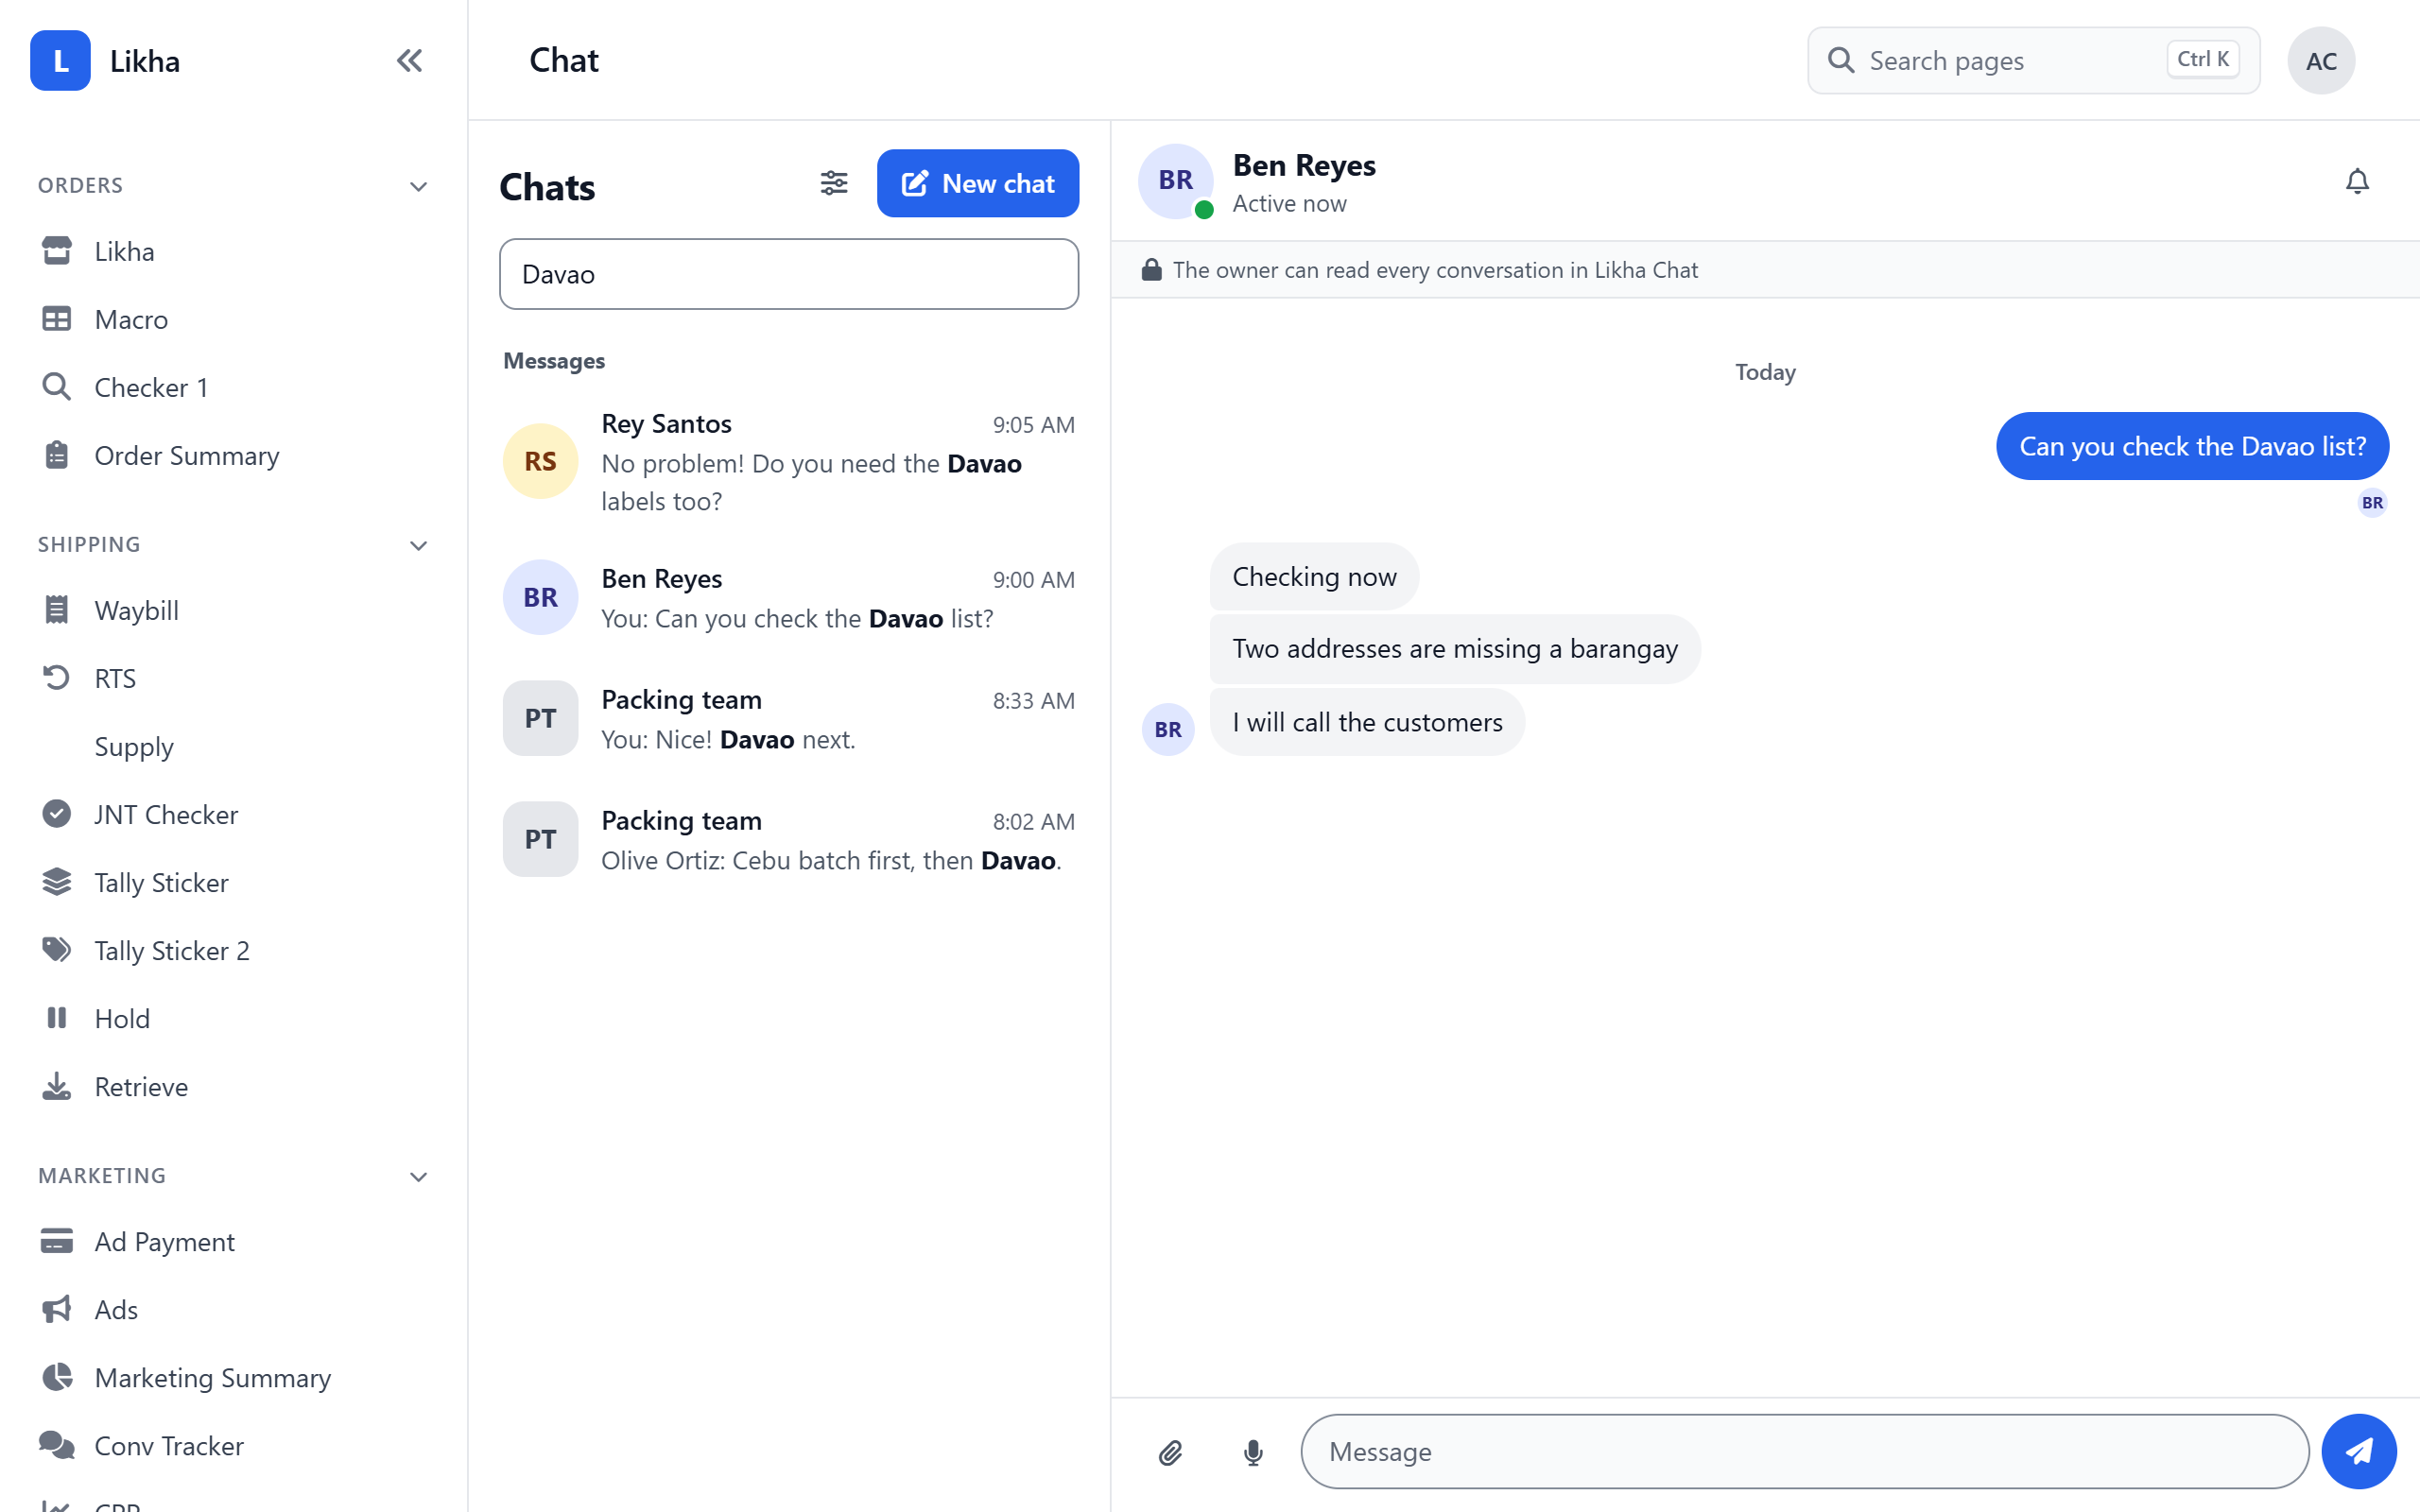 L Likha
ORDERS
Likha
Macro
Checker 1
Order Summary
SHIPPING
Waybill
RTS
Supply
JNT Checker
Tally Sticker
Tally Sticker 2
Hold
Retrieve
MARKETING
Ad Payment
Ads
Marketing Summary
Conv Tracker
Chat
Search pages Ctrl K
AC
Chats
New chat
Davao
Messages
RS Rey Santos 9:05 AM
No problem! Do you need the Davao
labels too?
BR Ben Reyes 9:00 AM
You: Can you check the Davao list?
PT Packing team 8:33 AM
You: Nice! Davao next.
PT Packing team 8:02 AM
Olive Ortiz: Cebu batch first, then Davao.
BR Ben Reyes
Active now
The owner can read every conversation in Likha Chat
Today
Can you check the Davao list?
BR
Checking now
Two addresses are missing a barangay
BR I will call the customers
Message